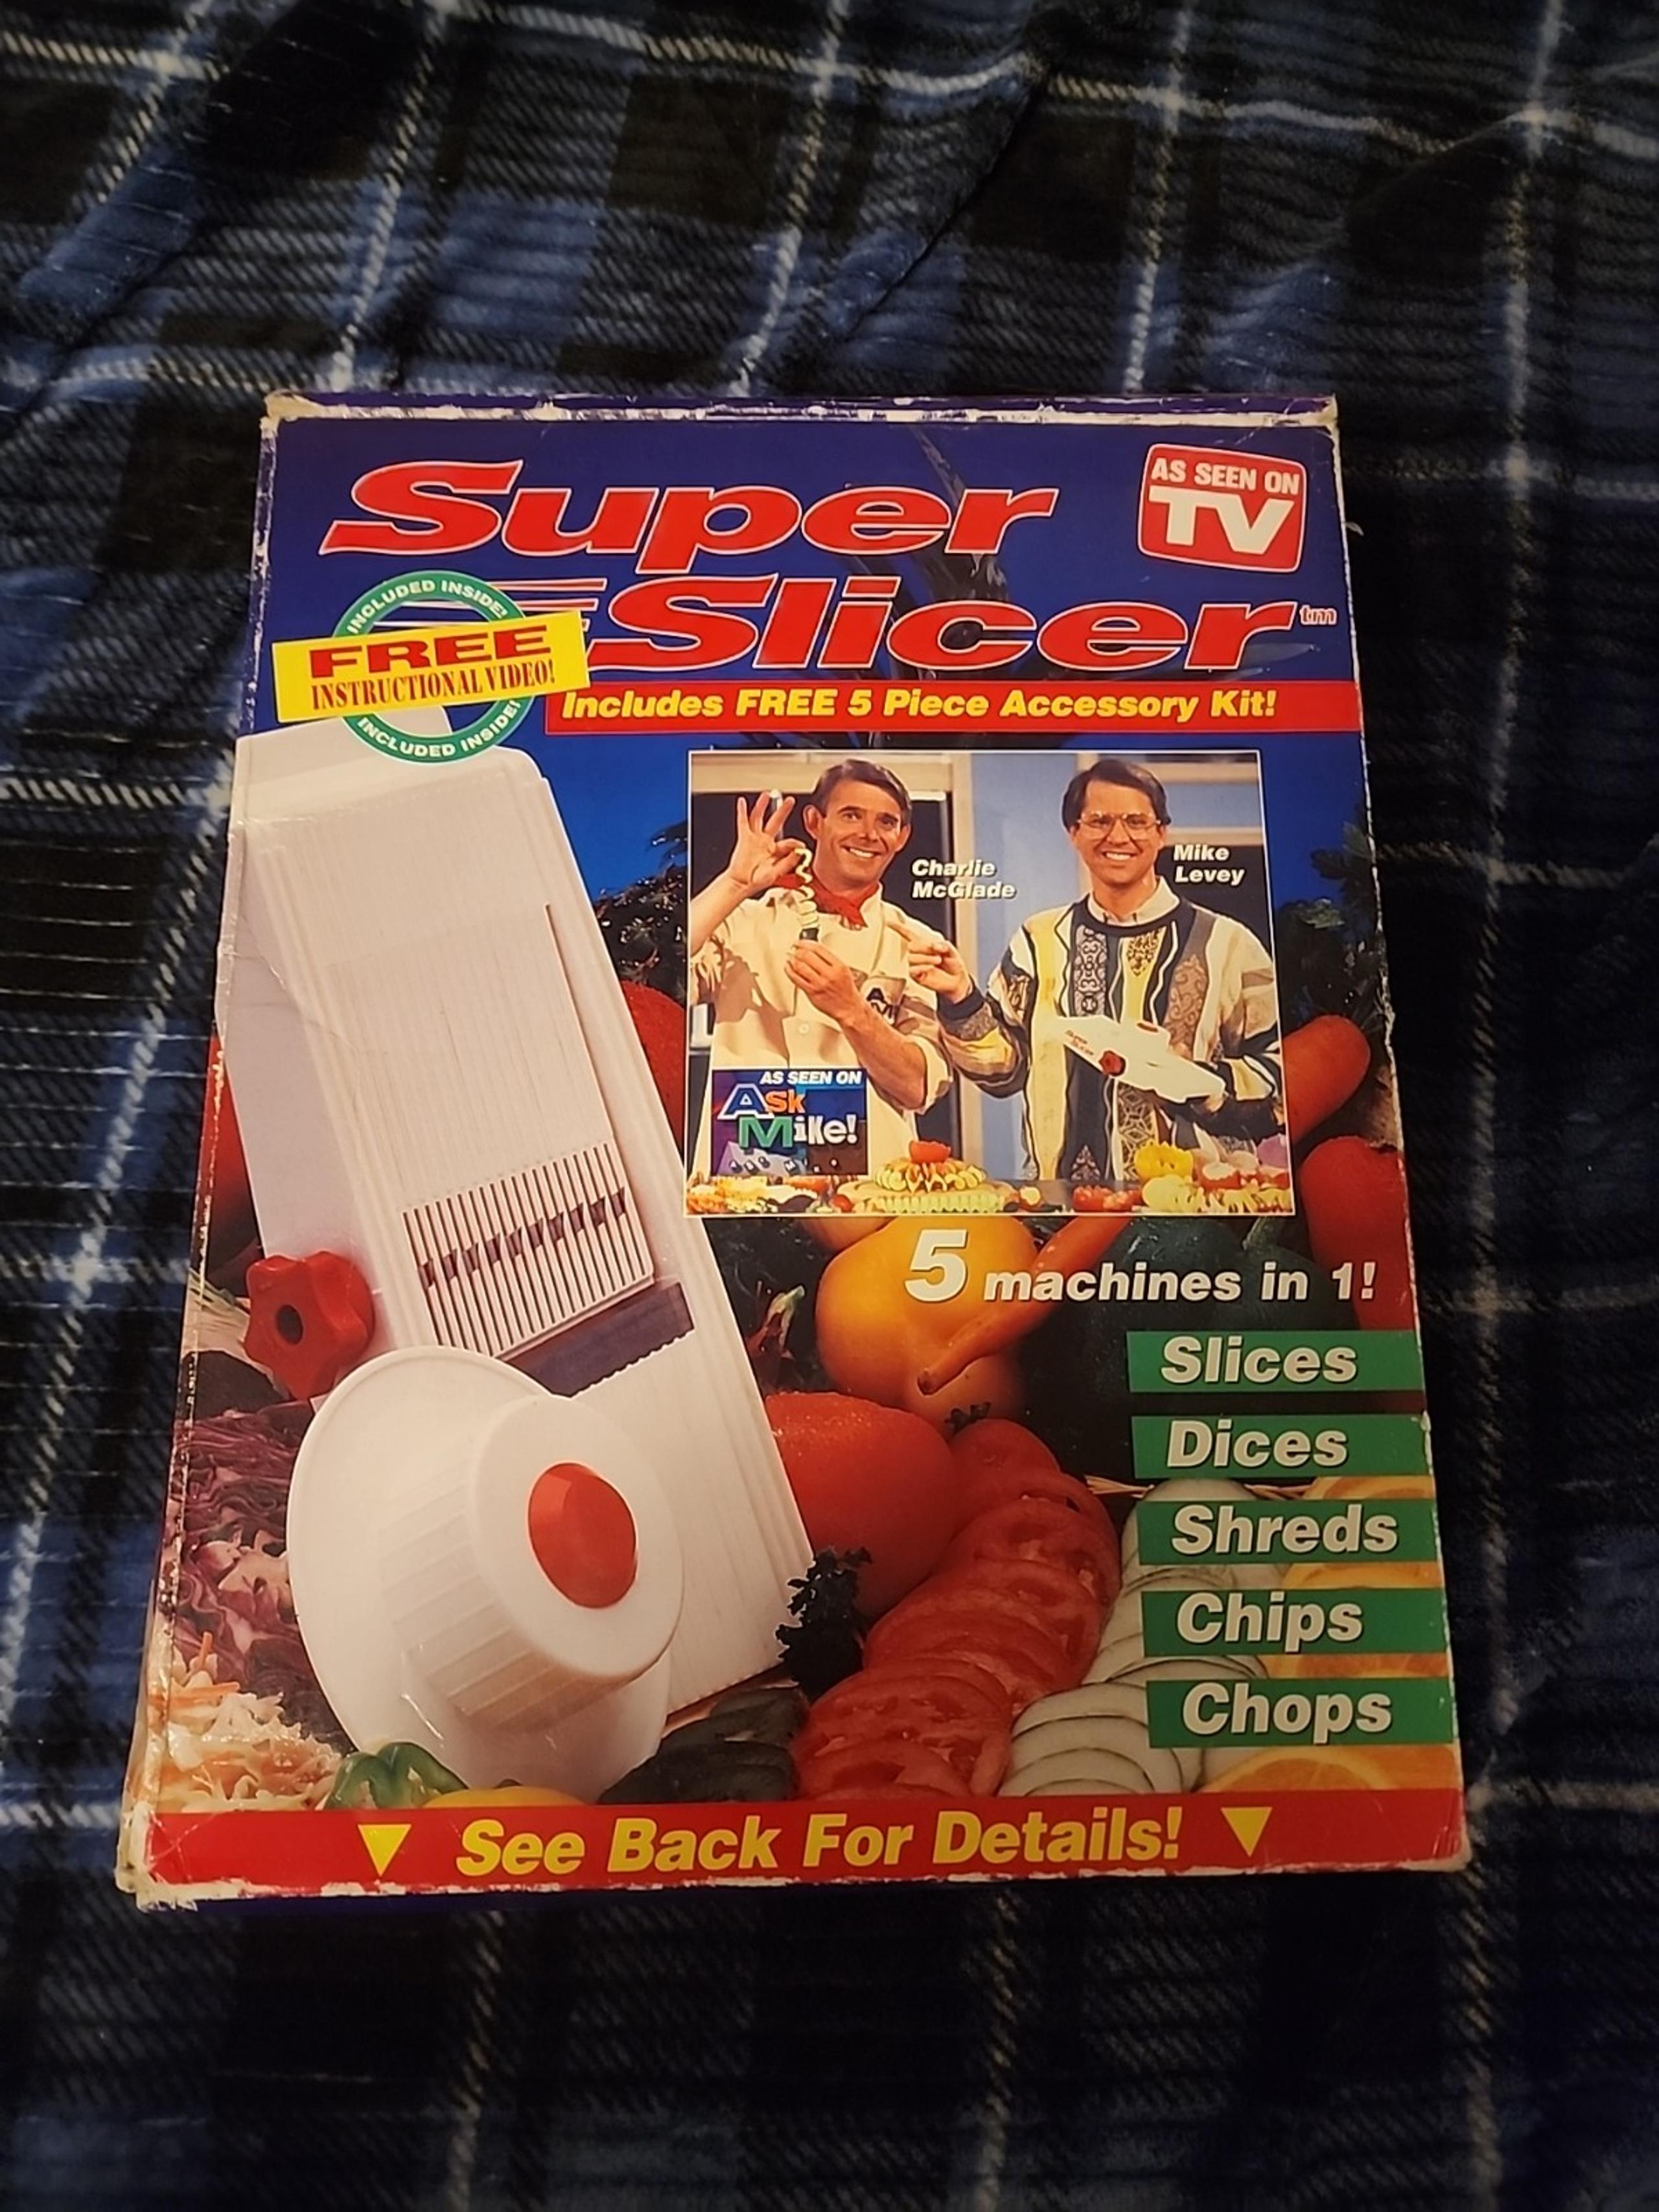 Super
Slicer™
AS SEEN ON
TV
INCLUDED INSIDE!
FREE
INSTRUCTIONAL VIDEO!
INCLUDED INSIDE!
Includes FREE 5 Piece Accessory Kit!
Charlie
McGlade
Mike
Levey
AS SEEN ON
Ask
Mike!
5 machines in 1!
Slices
Dices
Shreds
Chips
Chops
See Back For Details!